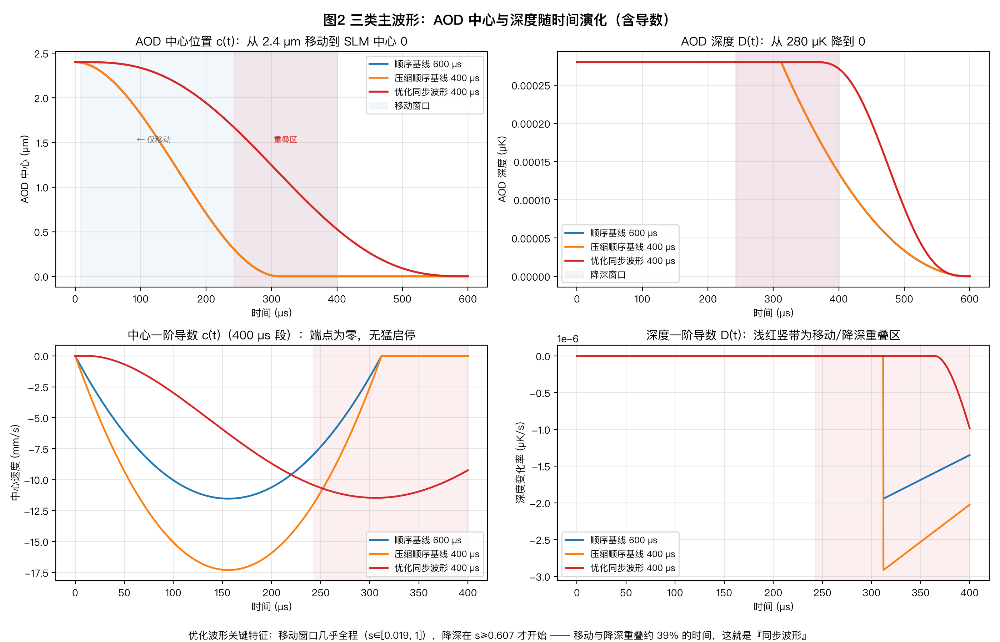 图2 三类主波形：AOD 中心与深度随时间演化（含导数）
AOD 中心位置 c(t)：从 2.4 μm 移动到 SLM 中心 0
2.5
2.0
1.5
1.0
0.5
0.0
AOD 中心 (μm)
顺序基线 600 μs
压缩顺序基线 400 μs
优化同步波形 400 μs
移动窗口
← 仅移动
重叠区
0 100 200 300 400 500 600
时间 (μs)
AOD 深度 D(t)：从 280 μK 降到 0
0.00025
0.00020
0.00015
0.00010
0.00005
0.00000
AOD 深度 (μK)
顺序基线 600 μs
压缩顺序基线 400 μs
优化同步波形 400 μs
降深窗口
0 100 200 300 400 500 600
时间 (μs)
中心一阶导数 c'(t)（400 μs 段）：端点为零，无猛启停
0.0
−2.5
−5.0
−7.5
−10.0
−12.5
−15.0
−17.5
中心速度 (mm/s)
顺序基线 600 μs
压缩顺序基线 400 μs
优化同步波形 400 μs
0 50 100 150 200 250 300 350 400
时间 (μs)
深度一阶导数 D'(t)：浅红竖带为移动/降深重叠区
1e−6
0.0
−0.5
−1.0
−1.5
−2.0
−2.5
−3.0
深度变化率 (μK/s)
顺序基线 600 μs
压缩顺序基线 400 μs
优化同步波形 400 μs
0 50 100 150 200 250 300 350 400
时间 (μs)
优化波形关键特征：移动窗口几乎全程（s∈[0.019, 1]），降深在 s≥0.607 才开始 —— 移动与降深重叠约 39% 的时间，这就是『同步波形』